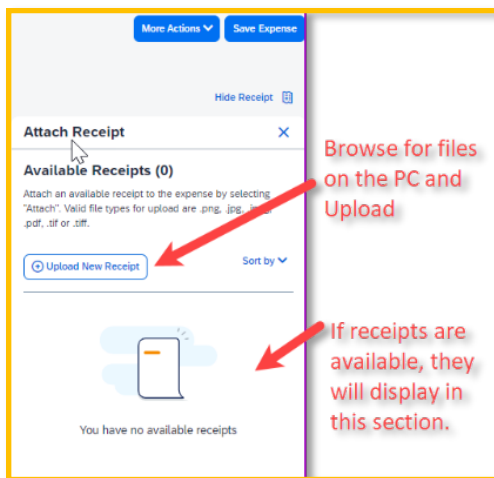 More Actions Save Expense
Hide Receipt
Attach Receipt
Available Receipts (0)
Attach an available receipt to the expense by selecting
"Attach". Valid file types for upload are .png, .jpg,
.pdf, .tif or .tiff.
Upload New Receipt
Sort by
You have no available receipts
Browse for files
on the PC and
Upload
If receipts are
available, they
will display in
this section.